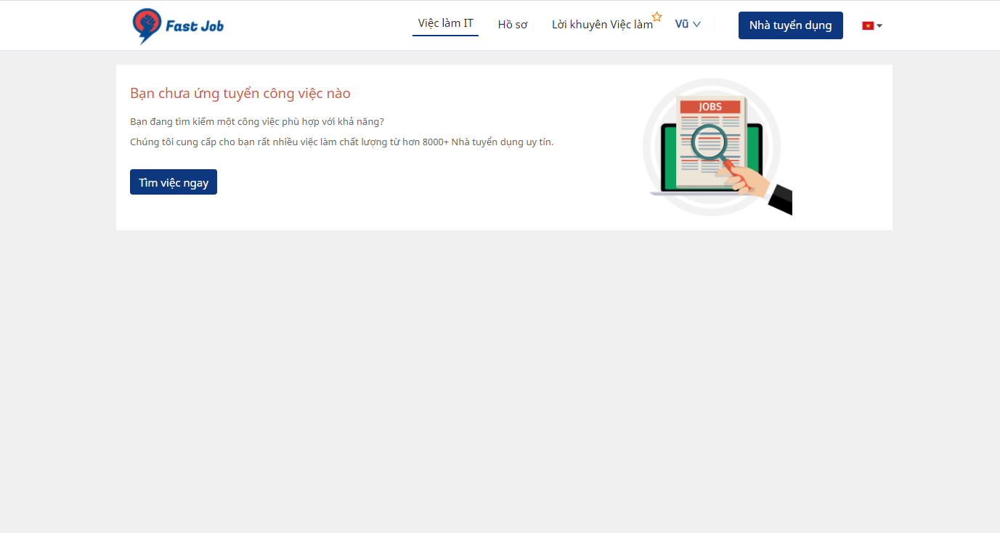 Fast Job
Việc làm IT
Hồ sơ
Lời khuyên Việc làm
Vũ
Nhà tuyển dụng
Bạn chưa ứng tuyển công việc nào
Bạn đang tìm kiếm một công việc phù hợp với khả năng?
Chúng tôi cung cấp cho bạn rất nhiều việc làm chất lượng từ hơn 8000+ Nhà tuyển dụng uy tín.
Tìm việc ngay
JOBS